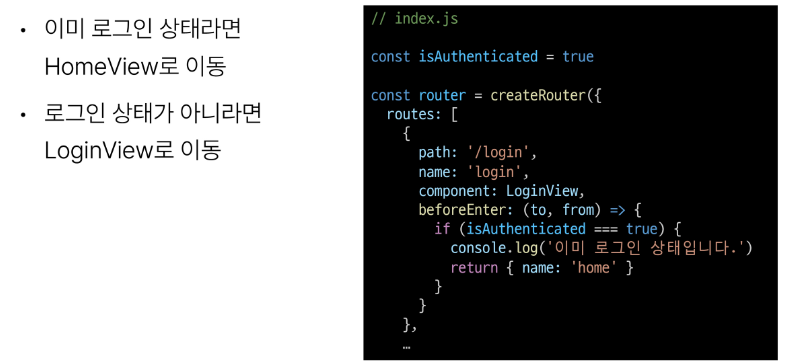 • 이미 로그인 상태라면
HomeView로 이동
• 로그인 상태가 아니라면
LoginView로 이동
// index.js
const isAuthenticated = true
const router = createRouter({
  routes: [
    {
      path: '/login',
      name: 'login',
      component: LoginView,
      beforeEnter: (to, from) => {
        if (isAuthenticated === true) {
          console.log('이미 로그인 상태입니다.')
          return { name: 'home' }
        }
      }
    },
    …